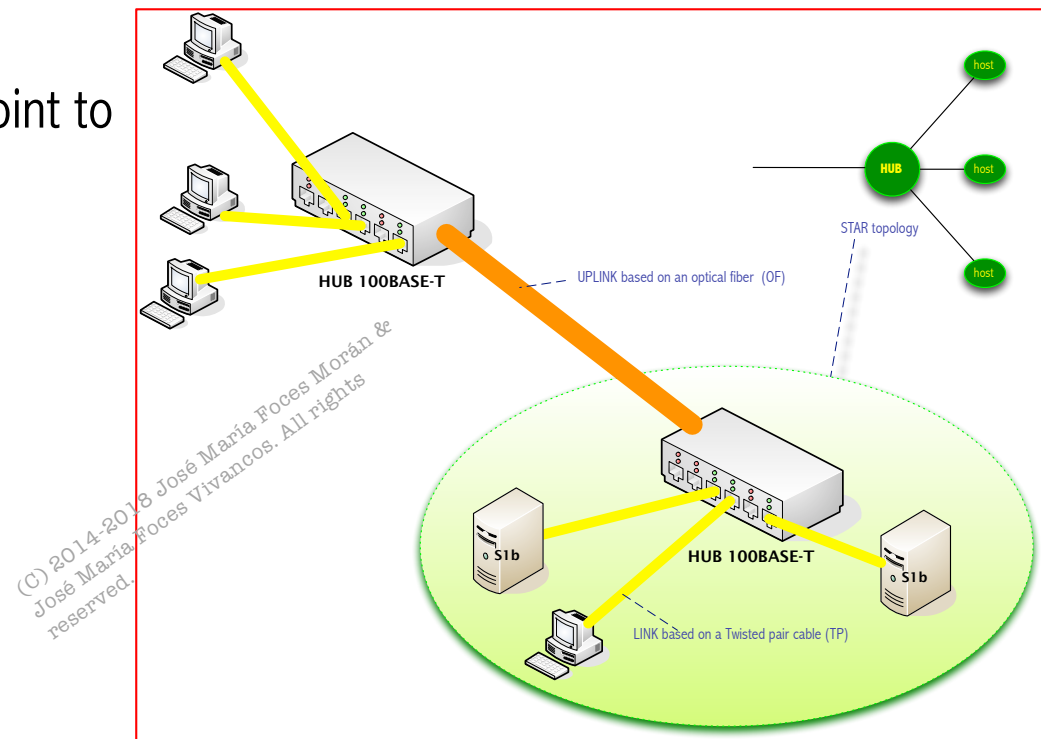 oint to
host
HUB
host
host
STAR topology
HUB 100BASE-T
UPLINK based on an optical fiber (OF)
(C) 2014-2018 José María Foces Morán &
José María Foces Vivancos. All rights
reserved.
S1b
HUB 100BASE-T
S1b
LINK based on a Twisted pair cable (TP)